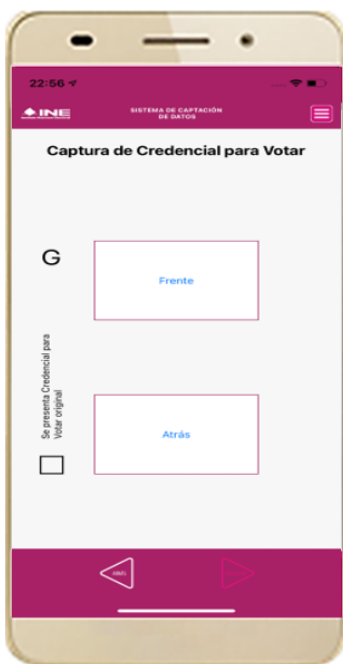 22:56
INE
SISTEMA DE CAPTACIÓN
DE DATOS
Captura de Credencial para Votar
G
Frente
Se presenta Credencial para
Votar original
Atrás